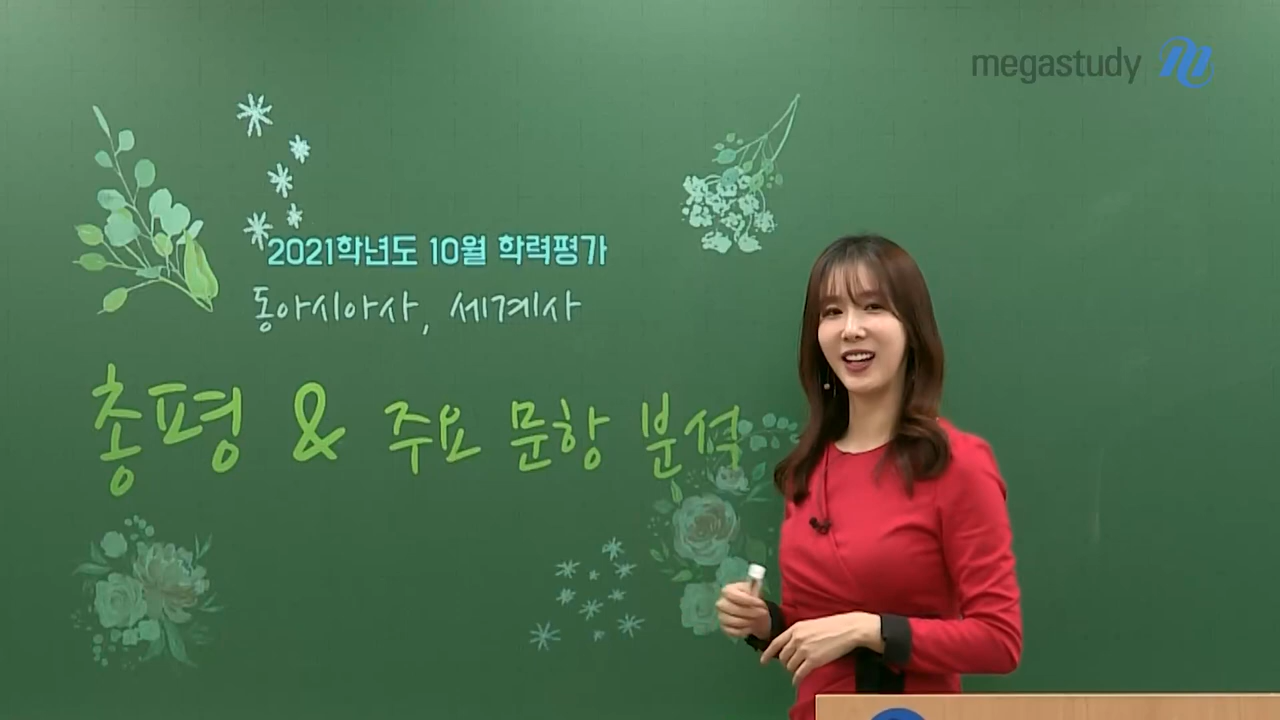 megastudy
2021학년도 10월 학력평가
동아시아사, 세계사
총평 & 주요 문항 분석